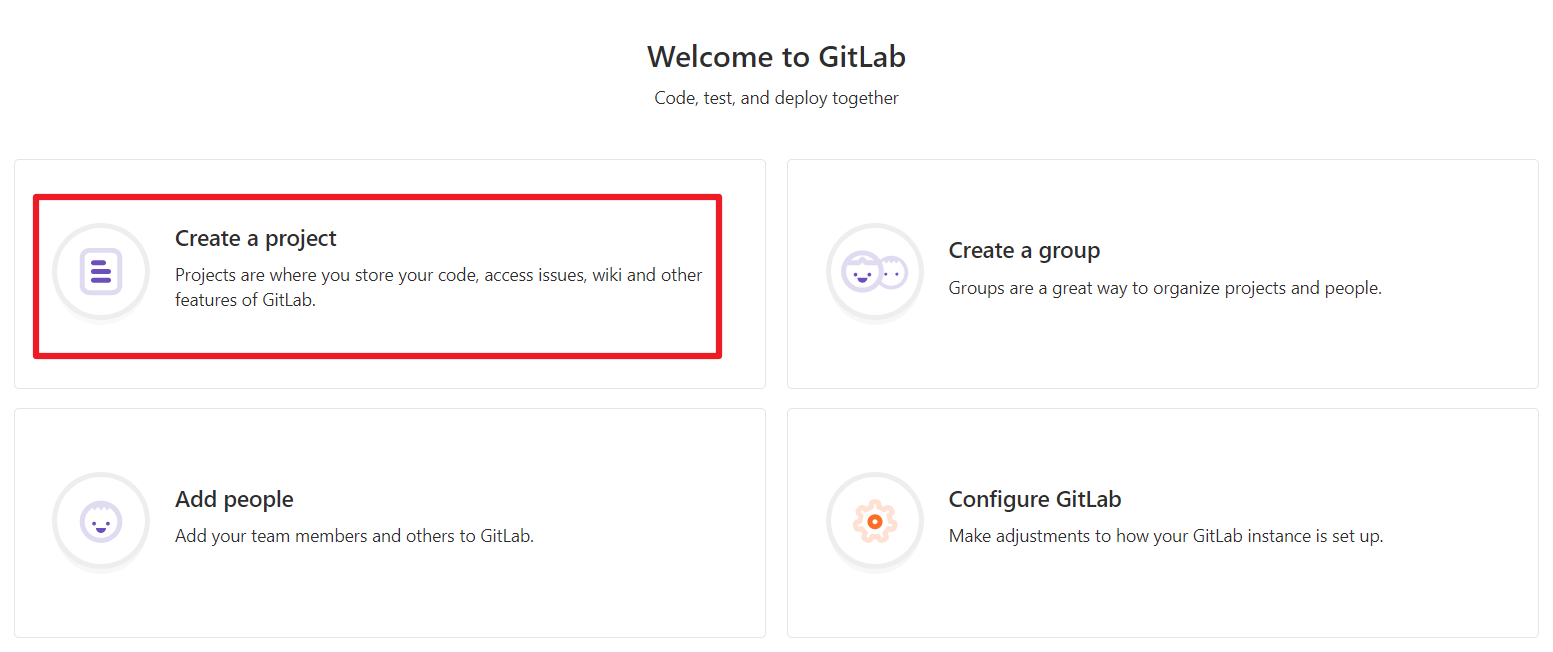 Welcome to GitLab
Code, test, and deploy together
Create a project
Projects are where you store your code, access issues, wiki and other
features of GitLab.
Create a group
Groups are a great way to organize projects and people.
Add people
Add your team members and others to GitLab.
Configure GitLab
Make adjustments to how your GitLab instance is set up.